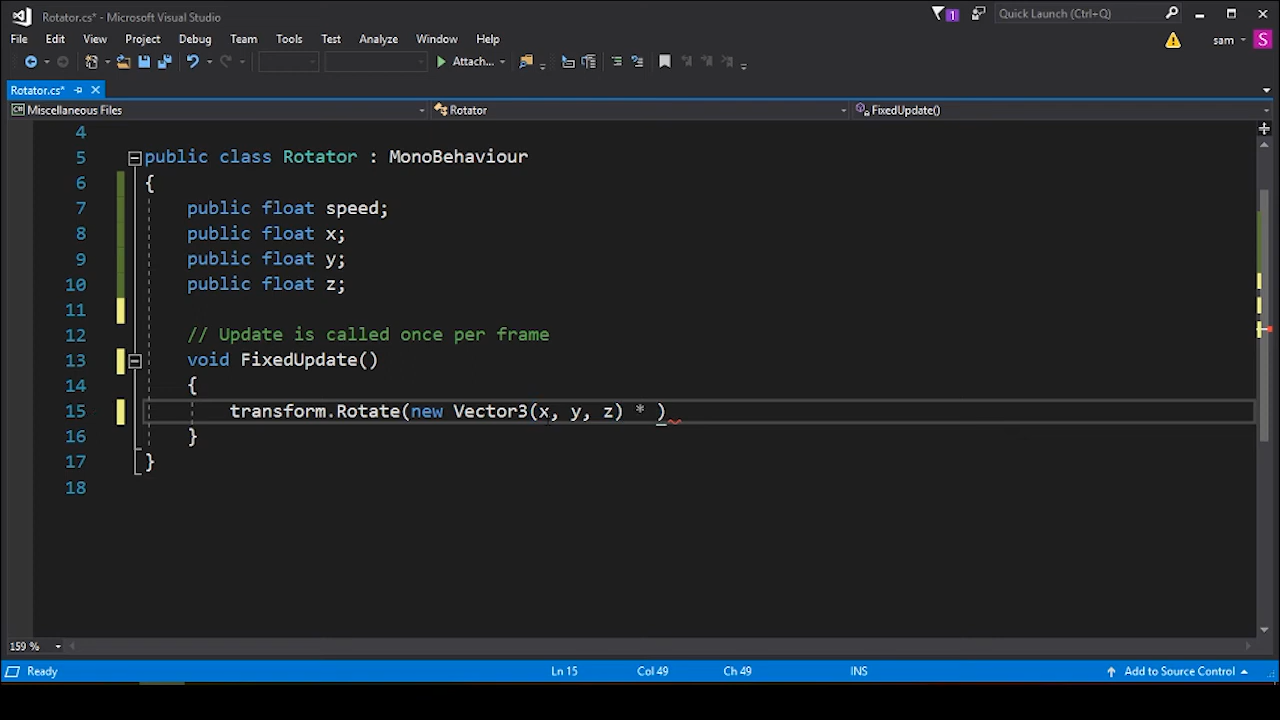 Rotator.cs* - Microsoft Visual Studio
1
Quick Launch (Ctrl+Q)
File Edit View Project Debug Team Tools Test Analyze Window Help
sam S
Attach...
Rotator.cs*
Miscellaneous Files Rotator FixedUpdate()
4
5 public class Rotator : MonoBehaviour
6 {
7 public float speed;
8 public float x;
9 public float y;
10 public float z;
11
12 // Update is called once per frame
13 void FixedUpdate()
14 {
15 transform.Rotate(new Vector3(x, y, z) * )
16 }
17 }
18
159 %
Ready Ln 15 Col 49 Ch 49 INS Add to Source Control